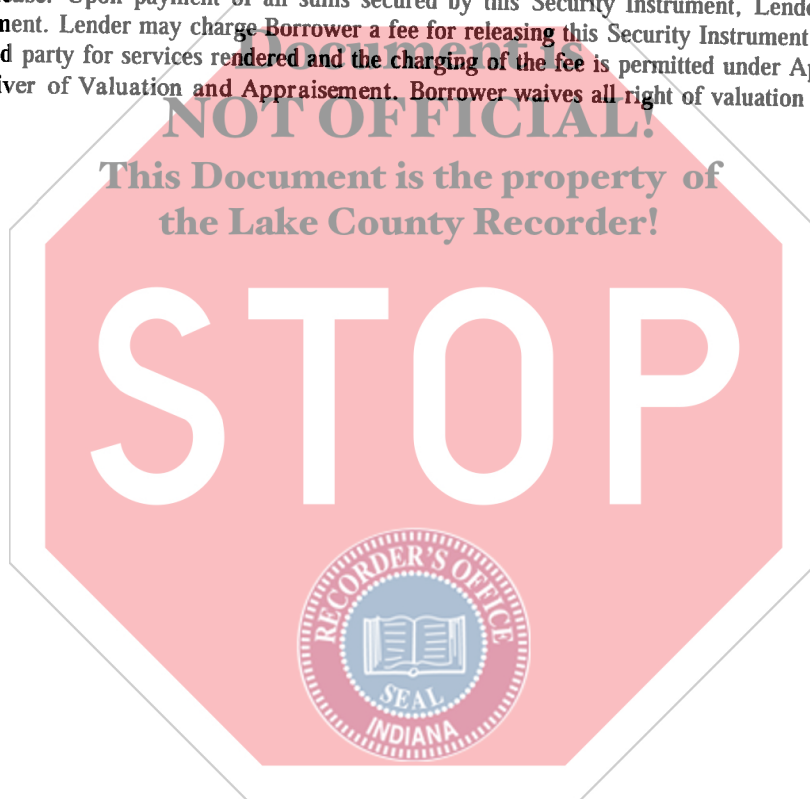 Upon payment of all sums secured by this Security Instrument, Lend
ment. Lender may charge Borrower a fee for releasing this Security Instrument
d party for services rendered and the charging of the fee is permitted under Ap
iver of Valuation and Appraisement. Borrower waives all right of valuation
Document is
NOT OFFICIAL!
This Document is the property of
the Lake County Recorder!
STOP
RECORDER'S OFFICE
SEAL
INDIANA